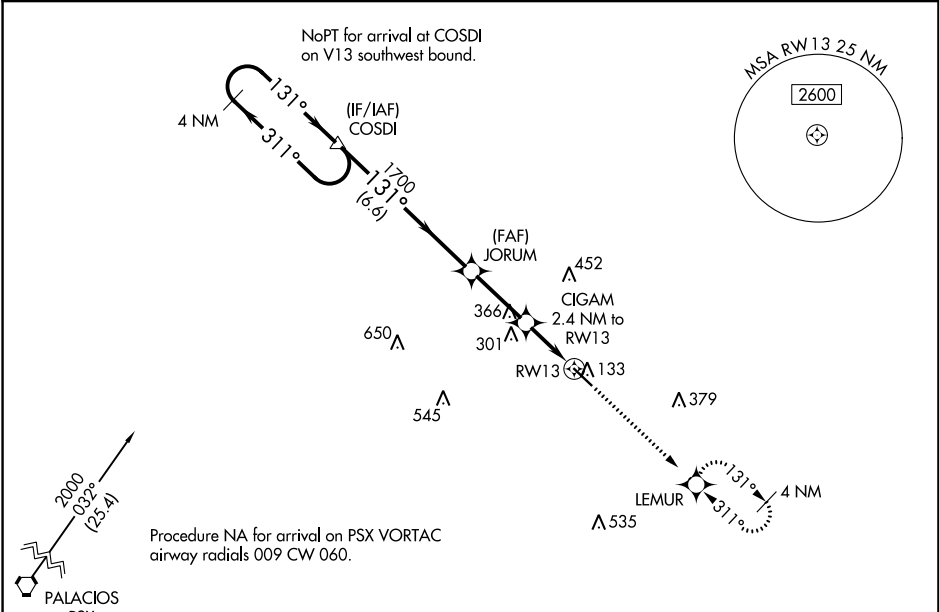 NoPT for arrival at COSDI
on V13 southwest bound.
MSA RW13 25 NM
2600
131°
4 NM
311°
(IF/IAF)
COSDI
1700
131°
(6.6)
(FAF)
JORUM
452
CIGAM
2.4 NM to
RW13
366
301
650
RW13
133
545
379
LEMUR
131°
311°
4 NM
535
2000
032°
(25.4)
Procedure NA for arrival on PSX VORTAC
airway radials 009 CW 060.
PALACIOS